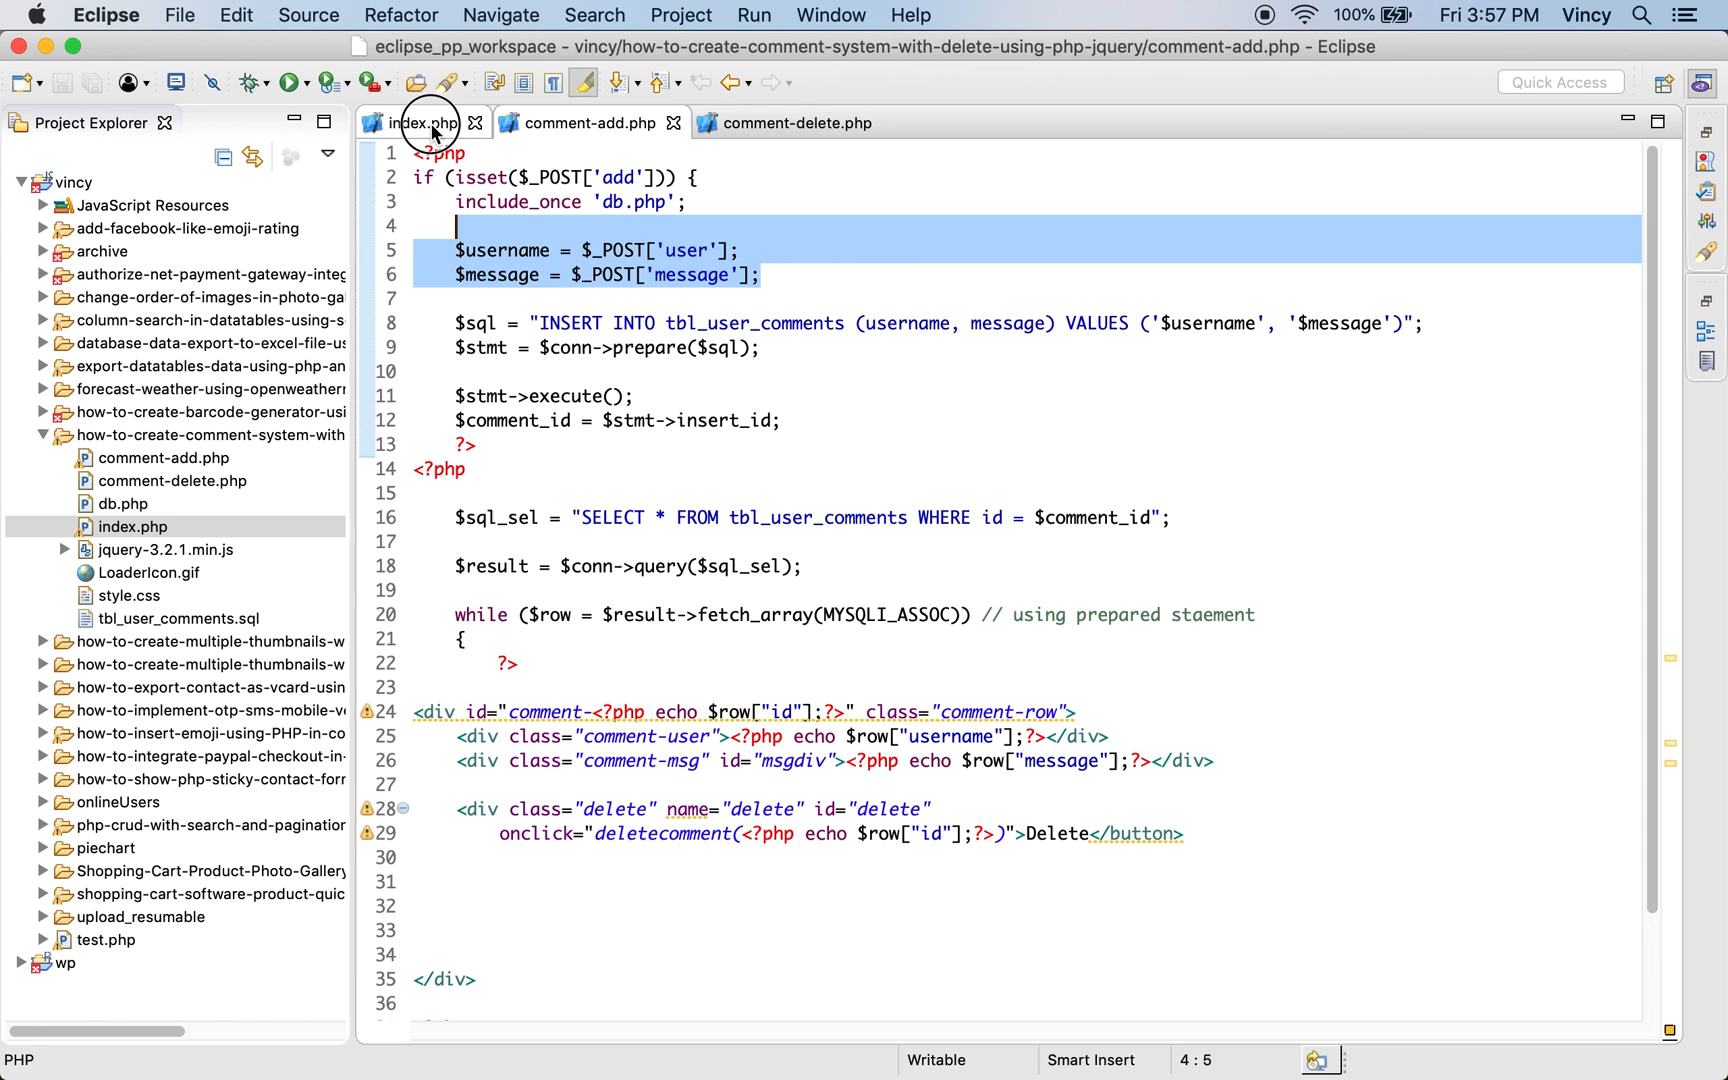 Eclipse File Edit Source Refactor Navigate Search Project Run Window Help 100% Fri 3:57 PM Vincy
eclipse_pp_workspace - vincy/how-to-create-comment-system-with-delete-using-php-jquery/comment-add.php - Eclipse
Quick Access
Project Explorer
index.php comment-add.php comment-delete.php
vincy
JavaScript Resources
add-facebook-like-emoji-rating
archive
authorize-net-payment-gateway-integ
change-order-of-images-in-photo-ga
column-search-in-datatables-using-s
database-data-export-to-excel-file-us
export-datatables-data-using-php-an
forecast-weather-using-openweather
how-to-create-barcode-generator-usi
how-to-create-comment-system-with
comment-add.php
comment-delete.php
db.php
index.php
jquery-3.2.1.min.js
LoaderIcon.gif
style.css
tbl_user_comments.sql
how-to-create-multiple-thumbnails-w
how-to-create-multiple-thumbnails-w
how-to-export-contact-as-vcard-usin
how-to-implement-otp-sms-mobile-v
how-to-insert-emoji-using-PHP-in-co
how-to-integrate-paypal-checkout-in-
how-to-show-php-sticky-contact-forr
onlineUsers
php-crud-with-search-and-pagination
piechart
Shopping-Cart-Product-Photo-Gallery
shopping-cart-software-product-quic
upload_resumable
test.php
wp
1 <?php
2 if (isset($_POST['add'])) {
3 include_once 'db.php';
4
5 $username = $_POST['user'];
6 $message = $_POST['message'];
7
8 $sql = "INSERT INTO tbl_user_comments (username, message) VALUES ('$username', '$message')";
9 $stmt = $conn->prepare($sql);
10
11 $stmt->execute();
12 $comment_id = $stmt->insert_id;
13 ?>
14 <?php
15
16 $sql_sel = "SELECT * FROM tbl_user_comments WHERE id = $comment_id";
17
18 $result = $conn->query($sql_sel);
19
20 while ($row = $result->fetch_array(MYSQLI_ASSOC)) // using prepared staement
21 {
22 ?>
23
24 <div id="comment-<?php echo $row["id"];?>" class="comment-row">
25 <div class="comment-user"><?php echo $row["username"];?></div>
26 <div class="comment-msg" id="msgdiv"><?php echo $row["message"];?></div>
27
28 <div class="delete" name="delete" id="delete"
29 onclick="deletecomment(<?php echo $row["id"];?>)">Delete</button>
30
31
32
33
34
35 </div>
36
PHP Writable Smart Insert 4 : 5